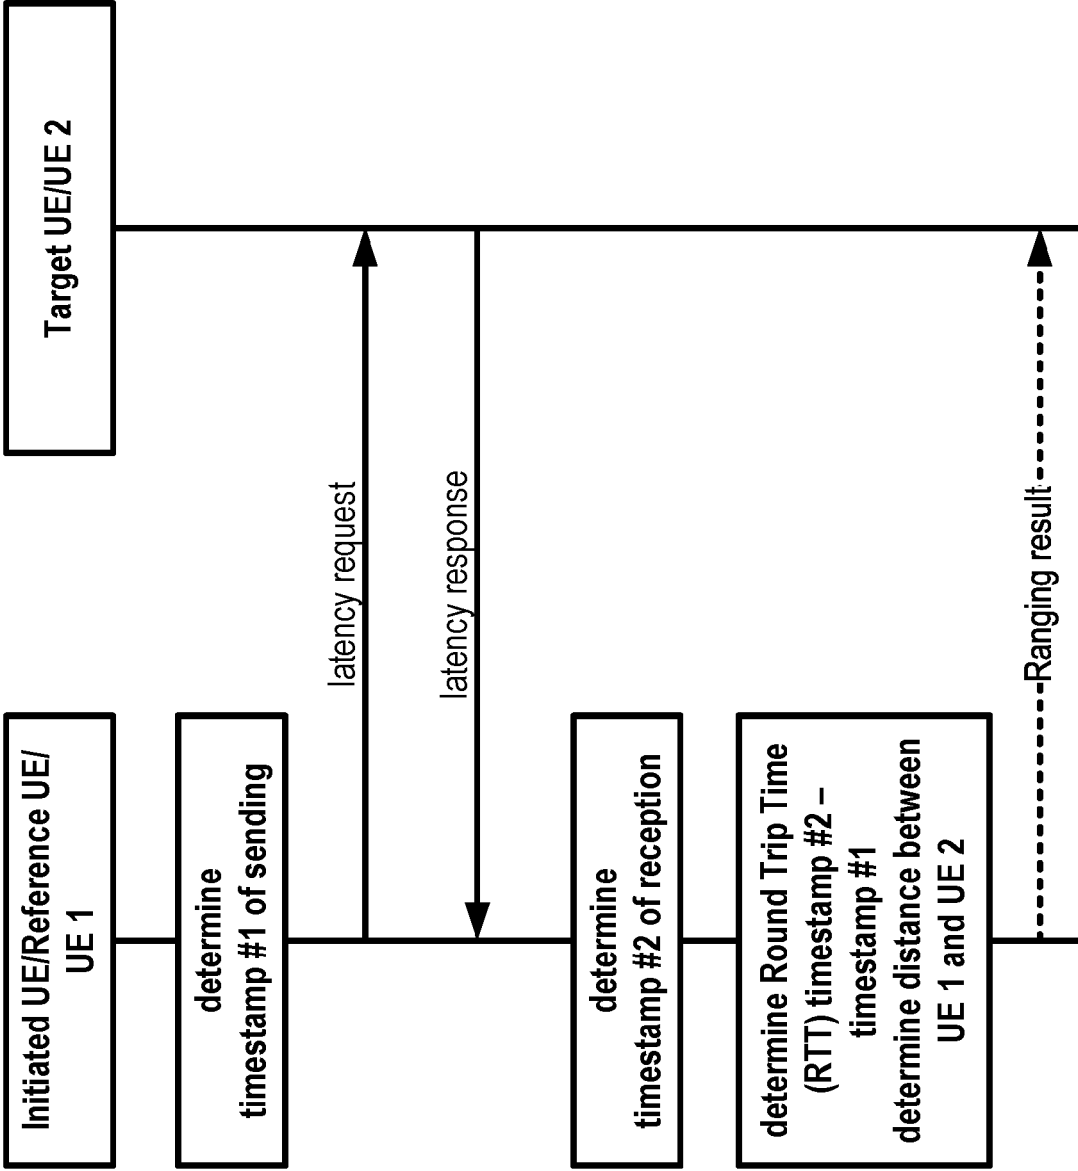 Initiated UE/Reference UE/
UE 1
Target UE/UE 2
determine
timestamp #1 of sending
latency request
latency response
determine
timestamp #2 of reception
determine Round Trip Time
(RTT) timestamp #2 –
timestamp #1
determine distance between
UE 1 and UE 2
Ranging result